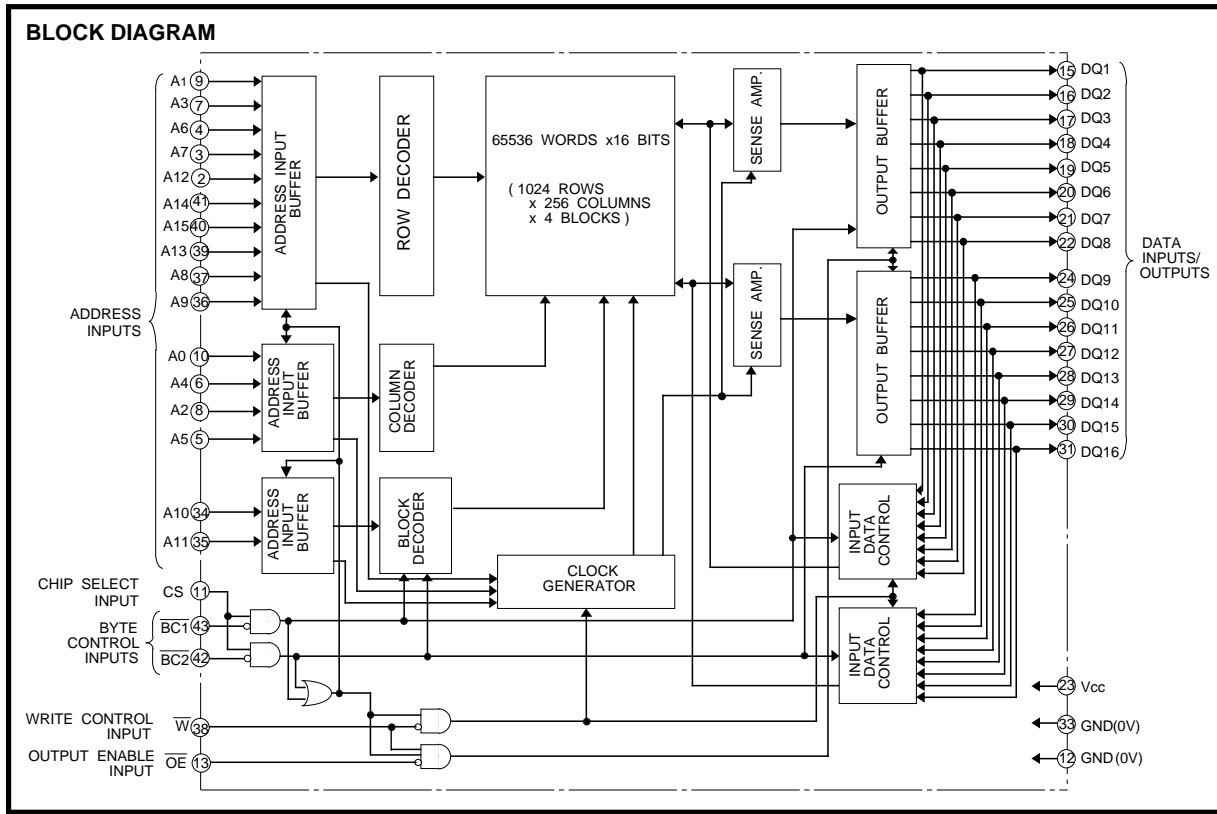 BLOCK DIAGRAM
A1 9
A3 7
A6 4
A7 3
A12 2
A14 41
A15 40
A13 39
A8 37
A9 36
ADDRESS
INPUTS
A0 10
A4 6
A2 8
A5 5
A10 34
A11 35
CHIP SELECT
INPUT
CS 11
BYTE
CONTROL
INPUTS
BC1 43
BC2 42
WRITE CONTROL
INPUT
W 38
OUTPUT ENABLE
INPUT
OE 13
ADDRESS INPUT
BUFFER
ADDRESS
INPUT
BUFFER
ADDRESS
INPUT
BUFFER
ROW DECODER
COLUMN
DECODER
BLOCK
DECODER
65536 WORDS x16 BITS
( 1024 ROWS
x 256 COLUMNS
x 4 BLOCKS )
CLOCK
GENERATOR
SENSE AMP.
SENSE AMP.
OUTPUT BUFFER
OUTPUT BUFFER
INPUT
DATA
CONTROL
INPUT
DATA
CONTROL
15 DQ1
16 DQ2
17 DQ3
18 DQ4
19 DQ5
20 DQ6
21 DQ7
22 DQ8
24 DQ9
25 DQ10
26 DQ11
27 DQ12
28 DQ13
29 DQ14
30 DQ15
31 DQ16
DATA
INPUTS/
OUTPUTS
23 Vcc
33 GND(0V)
12 GND(0V)